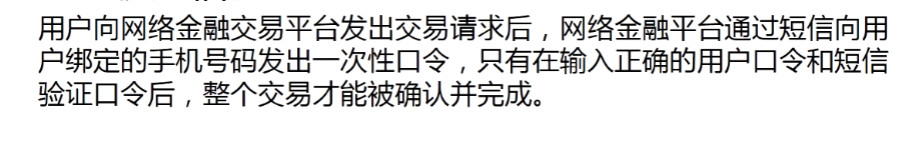 用户向网络金融交易平台发出交易请求后，网络金融平台通过短信向用
户绑定的手机号码发出一次性口令，只有在输入正确的用户口令和短信
验证口令后，整个交易才能被确认并完成。